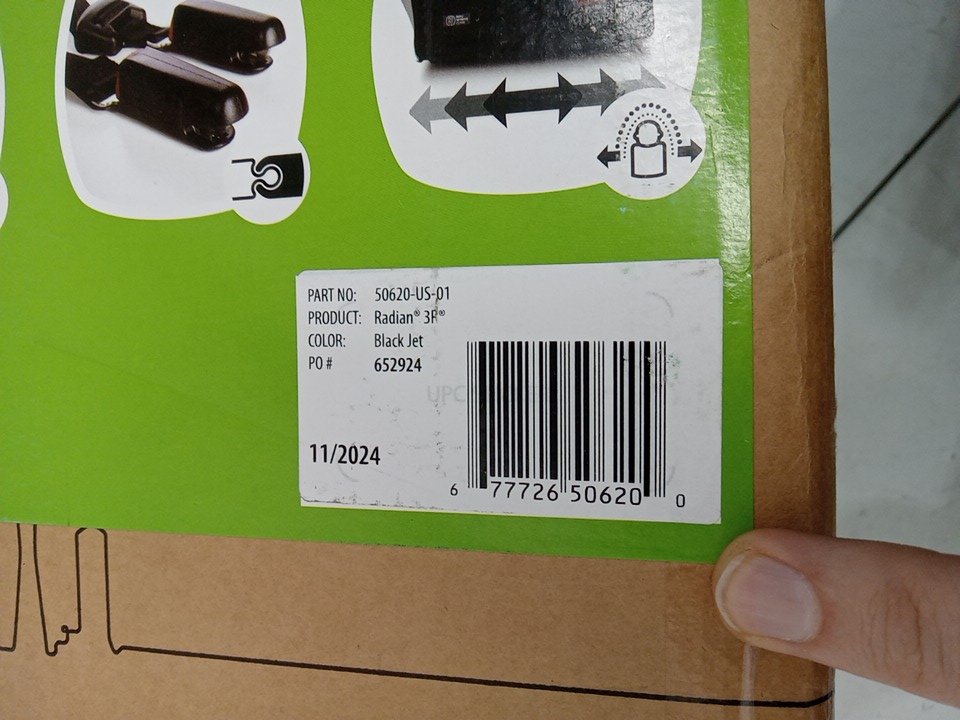 PART NO: 50620-US-01
PRODUCT: Radian® 3R®
COLOR: Black Jet
PO # 652924
UPC
11/2024
6 77726 50620 0